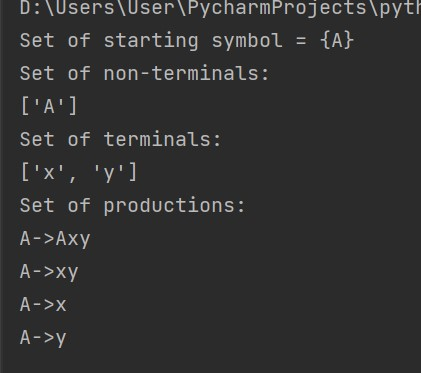 D:\Users\User\PycharmProjects\pyth
Set of starting symbol = {A}
Set of non-terminals:
['A']
Set of terminals:
['x', 'y']
Set of productions:
A->Axy
A->xy
A->x
A->y